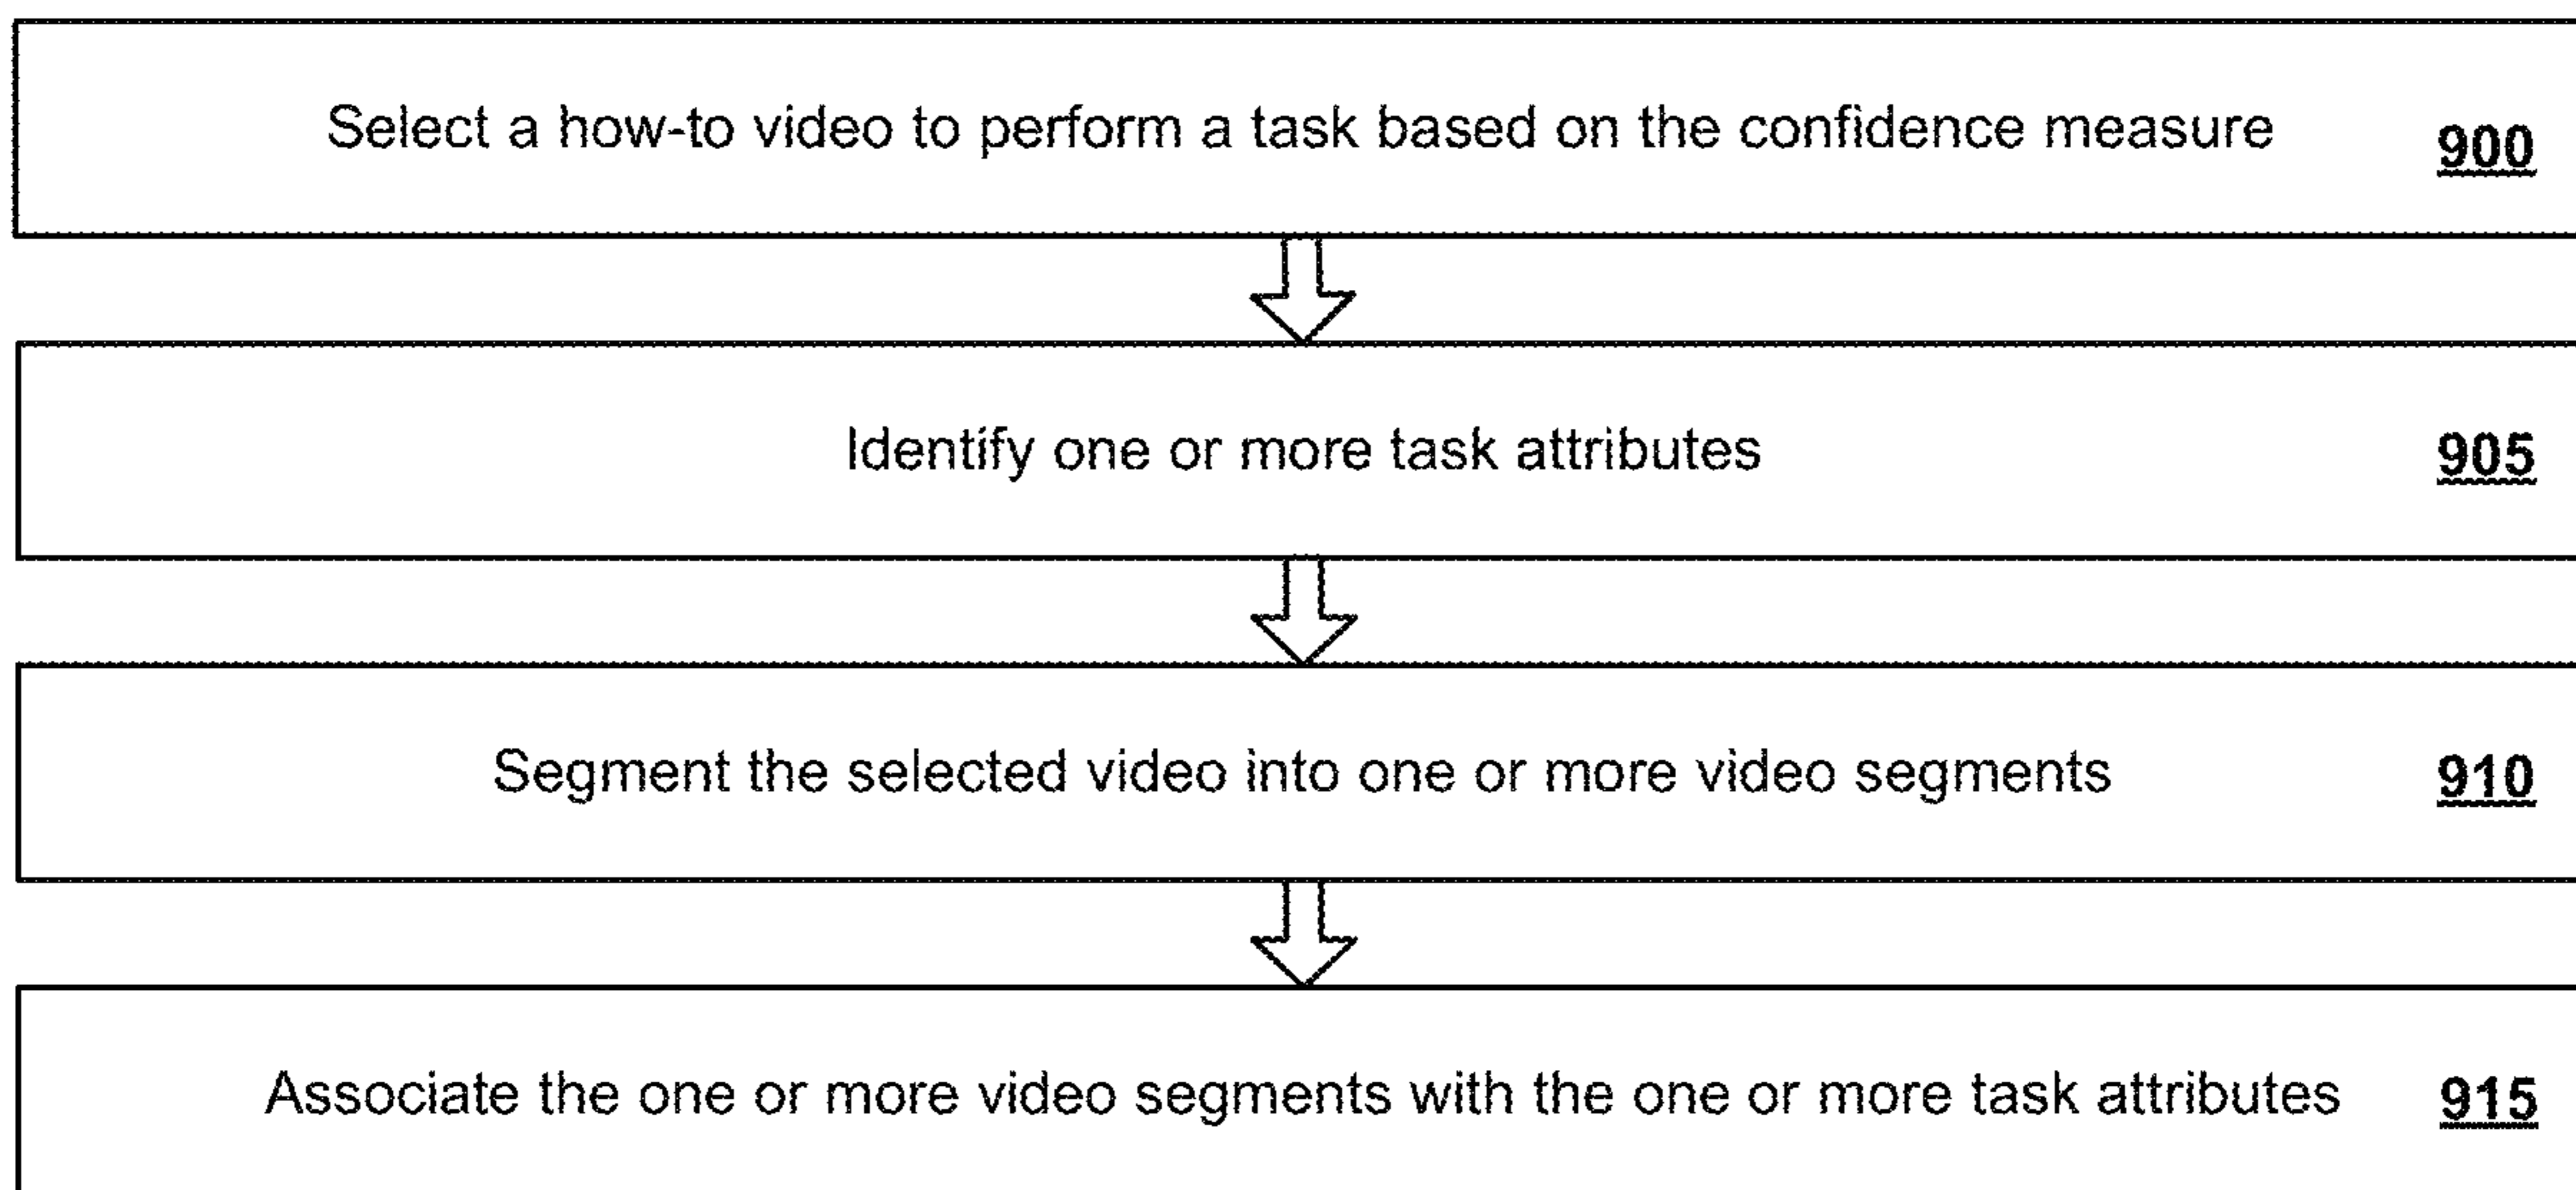 Select a how-to video to perform a task based on the confidence measure 900
Identify one or more task attributes 905
Segment the selected video into one or more video segments 910
Associate the one or more video segments with the one or more task attributes 915